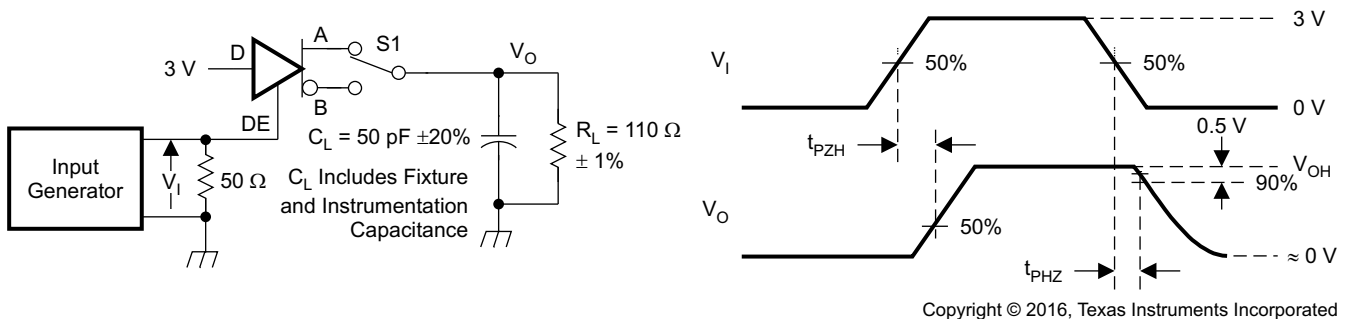 A
S1
D
3 V
V_O
B
DE
C_L = 50 pF ±20%
R_L = 110 Ω
± 1%
Input
Generator
V_I
50 Ω
C_L Includes Fixture
and Instrumentation
Capacitance
3 V
V_I
50%
50%
0 V
0.5 V
t_PZH
V_OH
90%
V_O
50%
≈ 0 V
t_PHZ
Copyright © 2016, Texas Instruments Incorporated